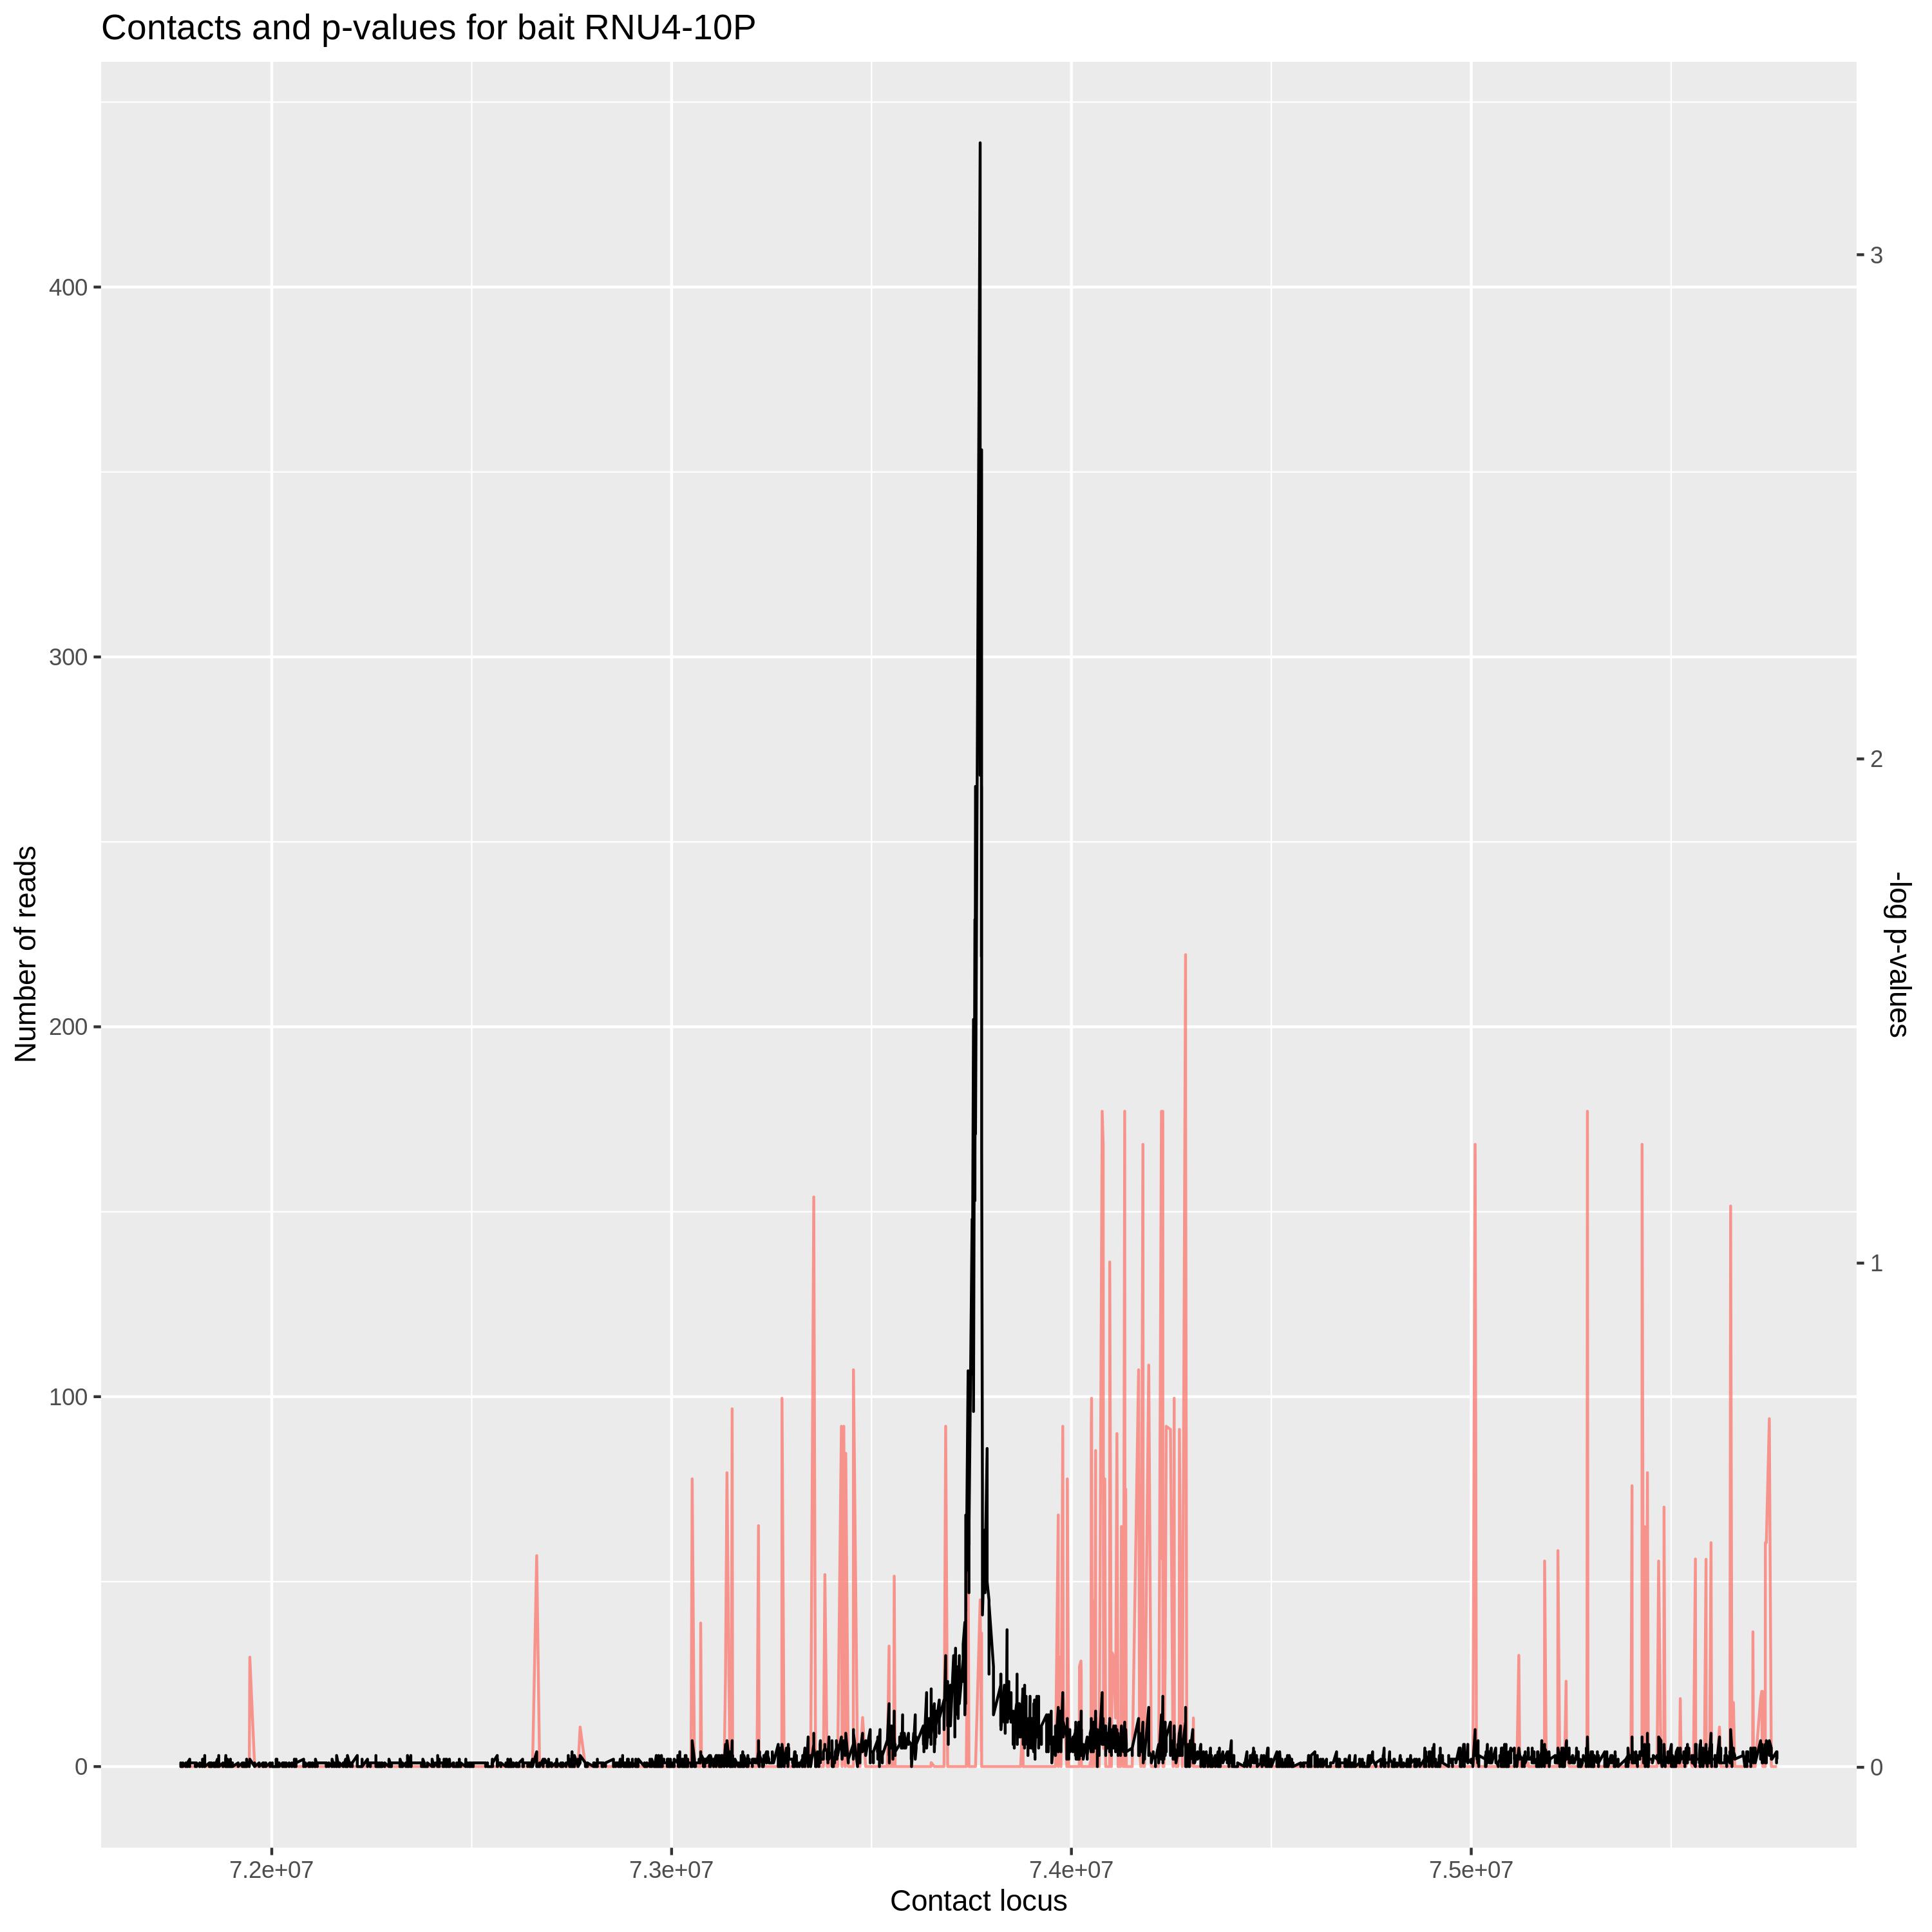 Contacts and p-values for bait RNU4-10P
400
300
200
100
0
3
2
1
0
Number of reads
-log p-values
7.2e+07
7.3e+07
7.4e+07
7.5e+07
Contact locus